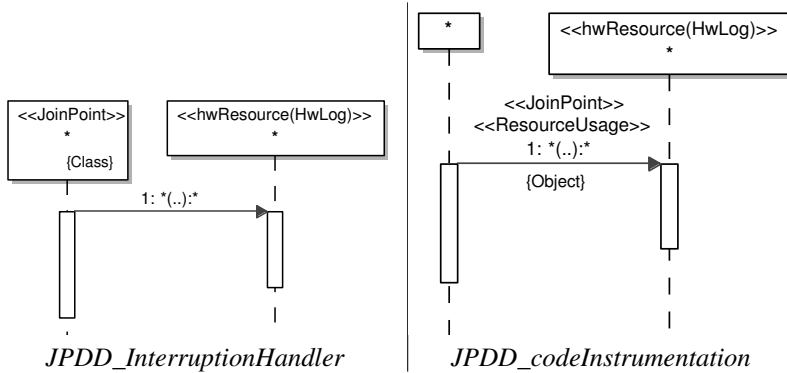 <<JoinPoint>>
*
{Class}
<<hwResource(HwLog)>>
*
1: *(..):*
JPDD_InterruptionHandler
*
<<hwResource(HwLog)>>
*
<<JoinPoint>>
<<ResourceUsage>>
1: *(..):*
{Object}
JPDD_codeInstrumentation